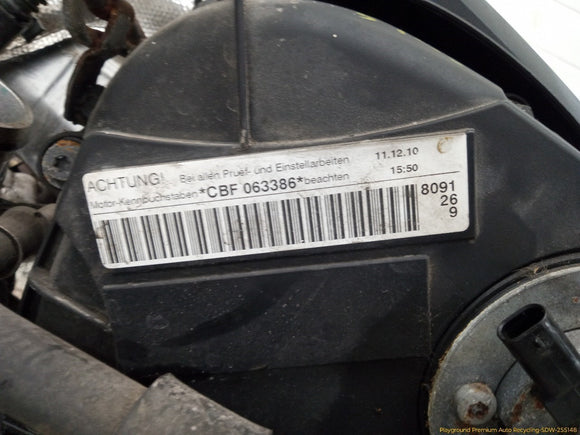 ACHTUNG! Bei allen Pruef- und Einstellarbeiten 11.12.10
Motor-Kennbuchstaben *CBF 063386* beachten 15:50
8091
26
9
Playground Premium Auto Recycling-SDW-255148